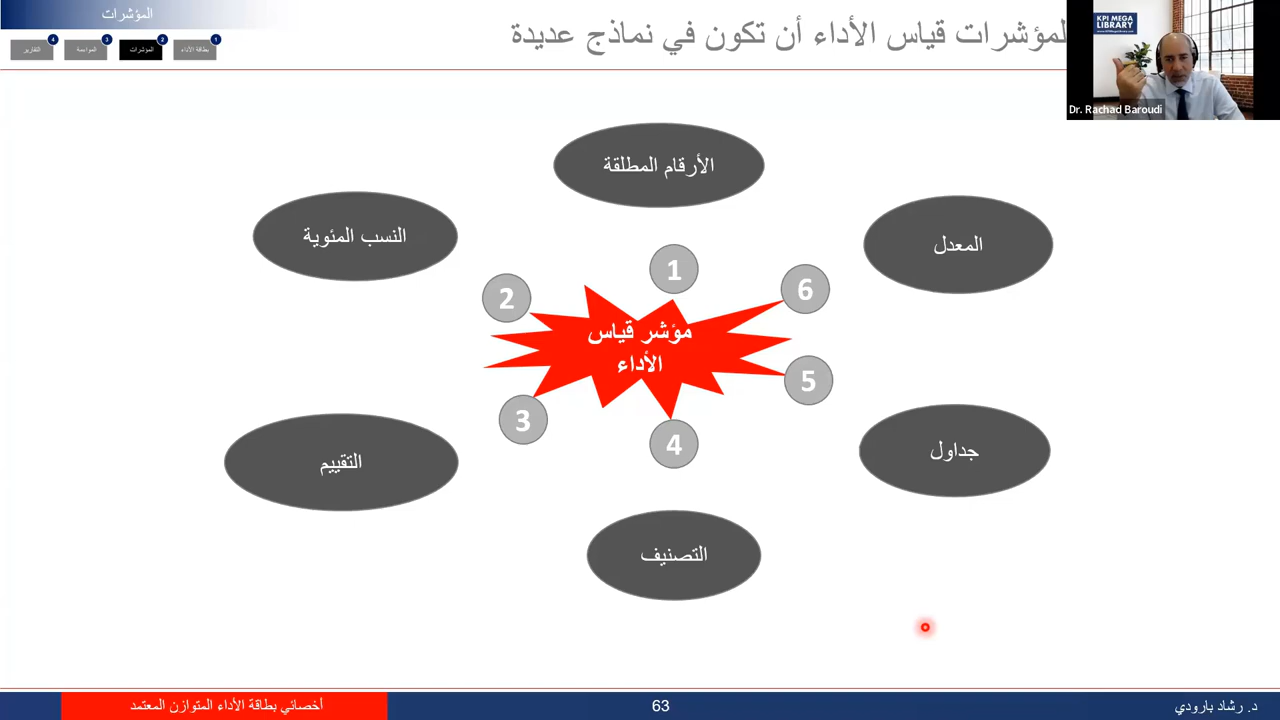 المؤشرات
1
بطاقة الأداء
2
المؤشرات
3
المواءمة
4
التقارير
لمؤشرات قياس الأداء أن تكون في نماذج عديدة
KPI MEGA
LIBRARY
Dr. Rachad Baroudi
الأرقام المطلقة
النسب المئوية
المعدل
1
2
6
مؤشر قياس
الأداء
5
3
4
التقييم
جداول
التصنيف
د. رشاد بارودي
63
أخصائي بطاقة الأداء المتوازن المعتمد